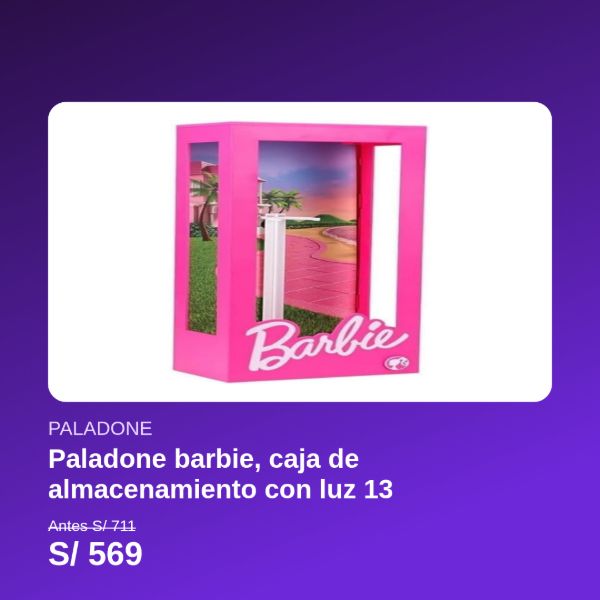 Barbie
PALADONE
Paladone barbie, caja de
almacenamiento con luz 13
Antes S/ 711
S/ 569